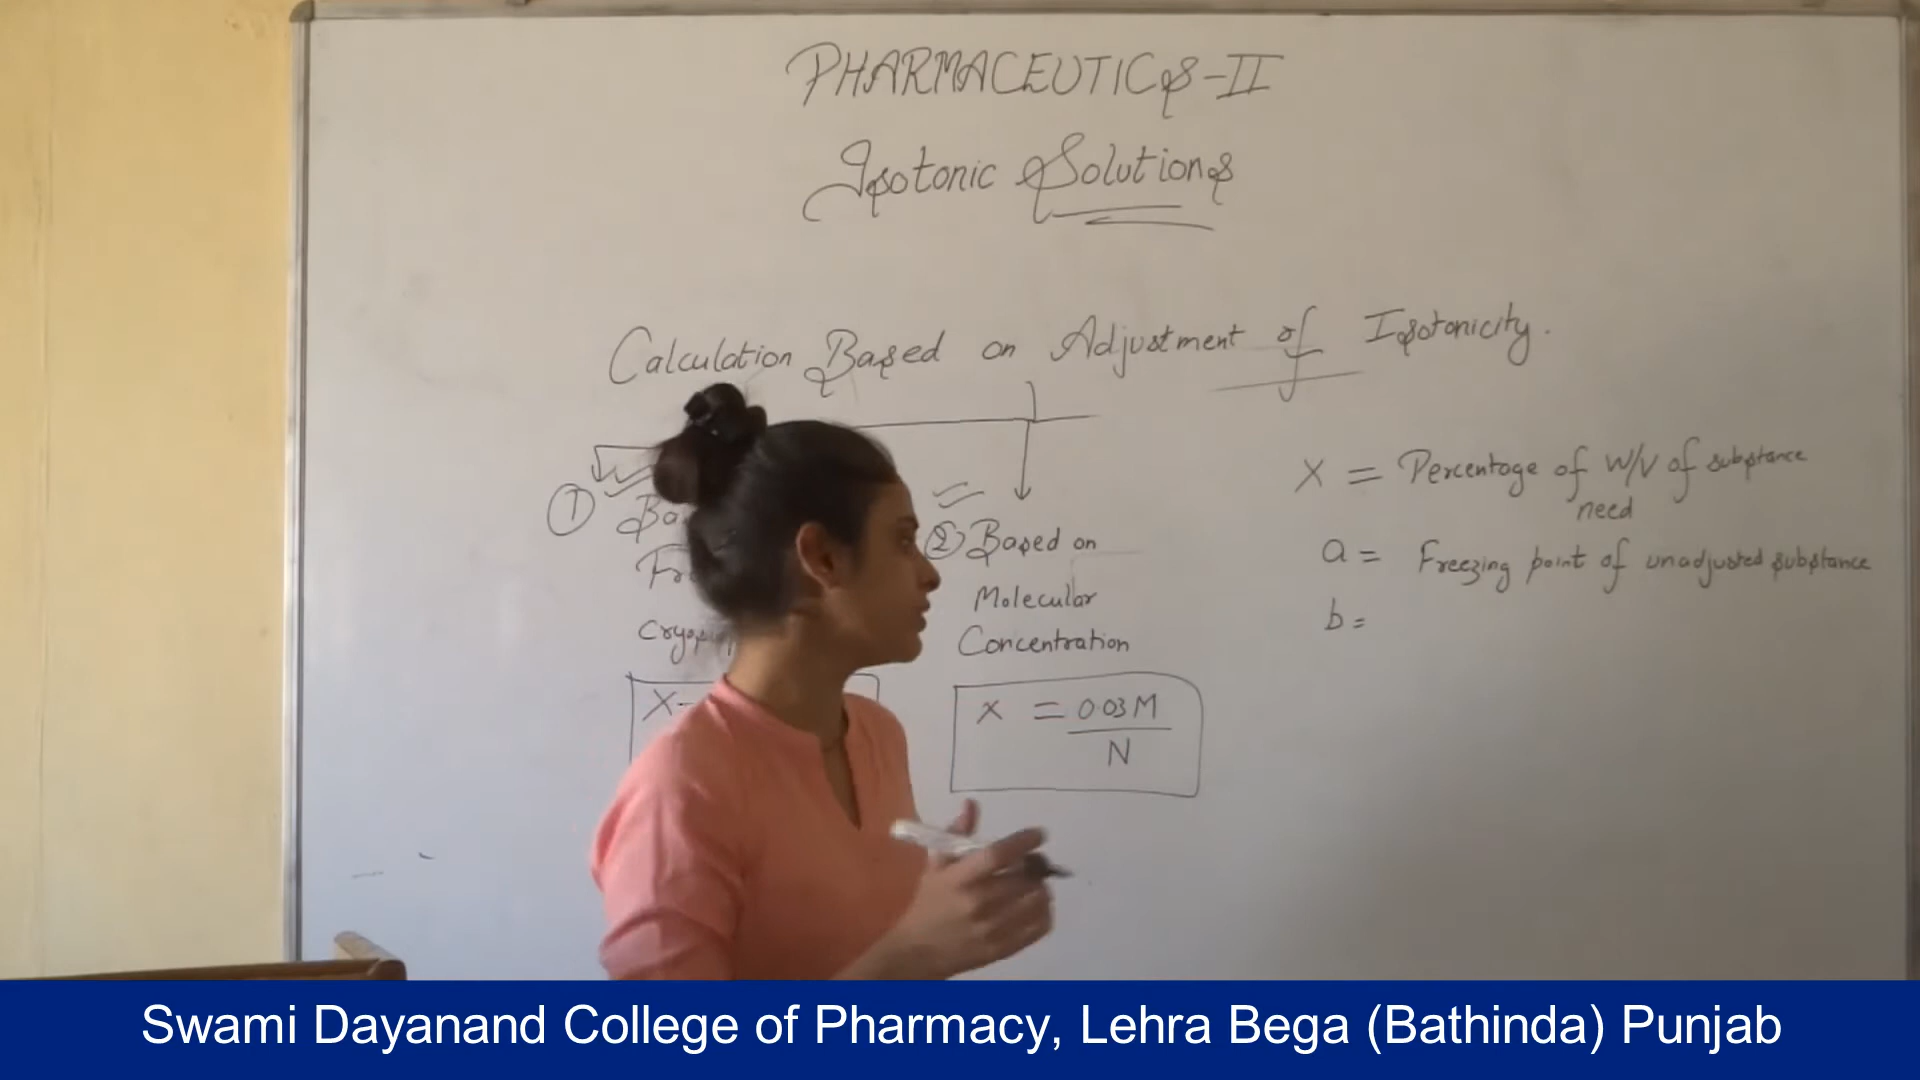 PHARMACEUTICS-II
Isotonic Solutions
Calculation Based on Adjustment of Isotonicity.
①
② Based on
Molecular
Concentration
X
x = 0.03 M
N
X = Percentage of W/V of substance
need
a = Freezing point of unadjusted substance
b =
Swami Dayanand College of Pharmacy, Lehra Bega (Bathinda) Punjab